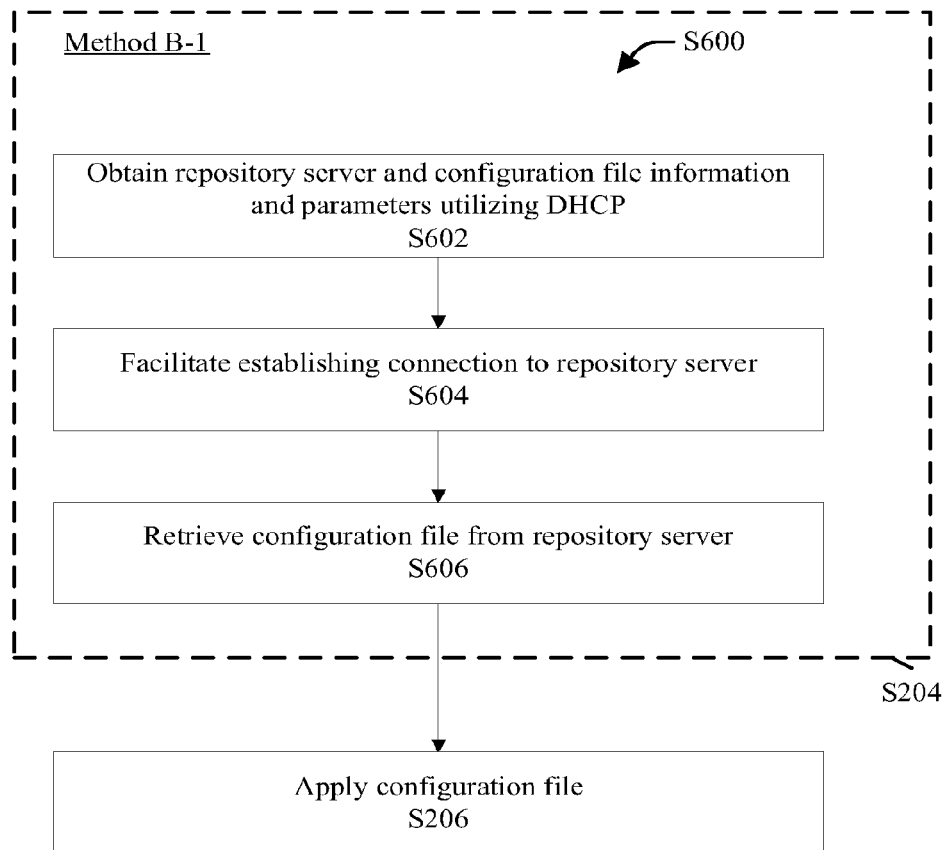 Method B-1
S600
Obtain repository server and configuration file information
and parameters utilizing DHCP
S602
Facilitate establishing connection to repository server
S604
Retrieve configuration file from repository server
S606
S204
Apply configuration file
S206